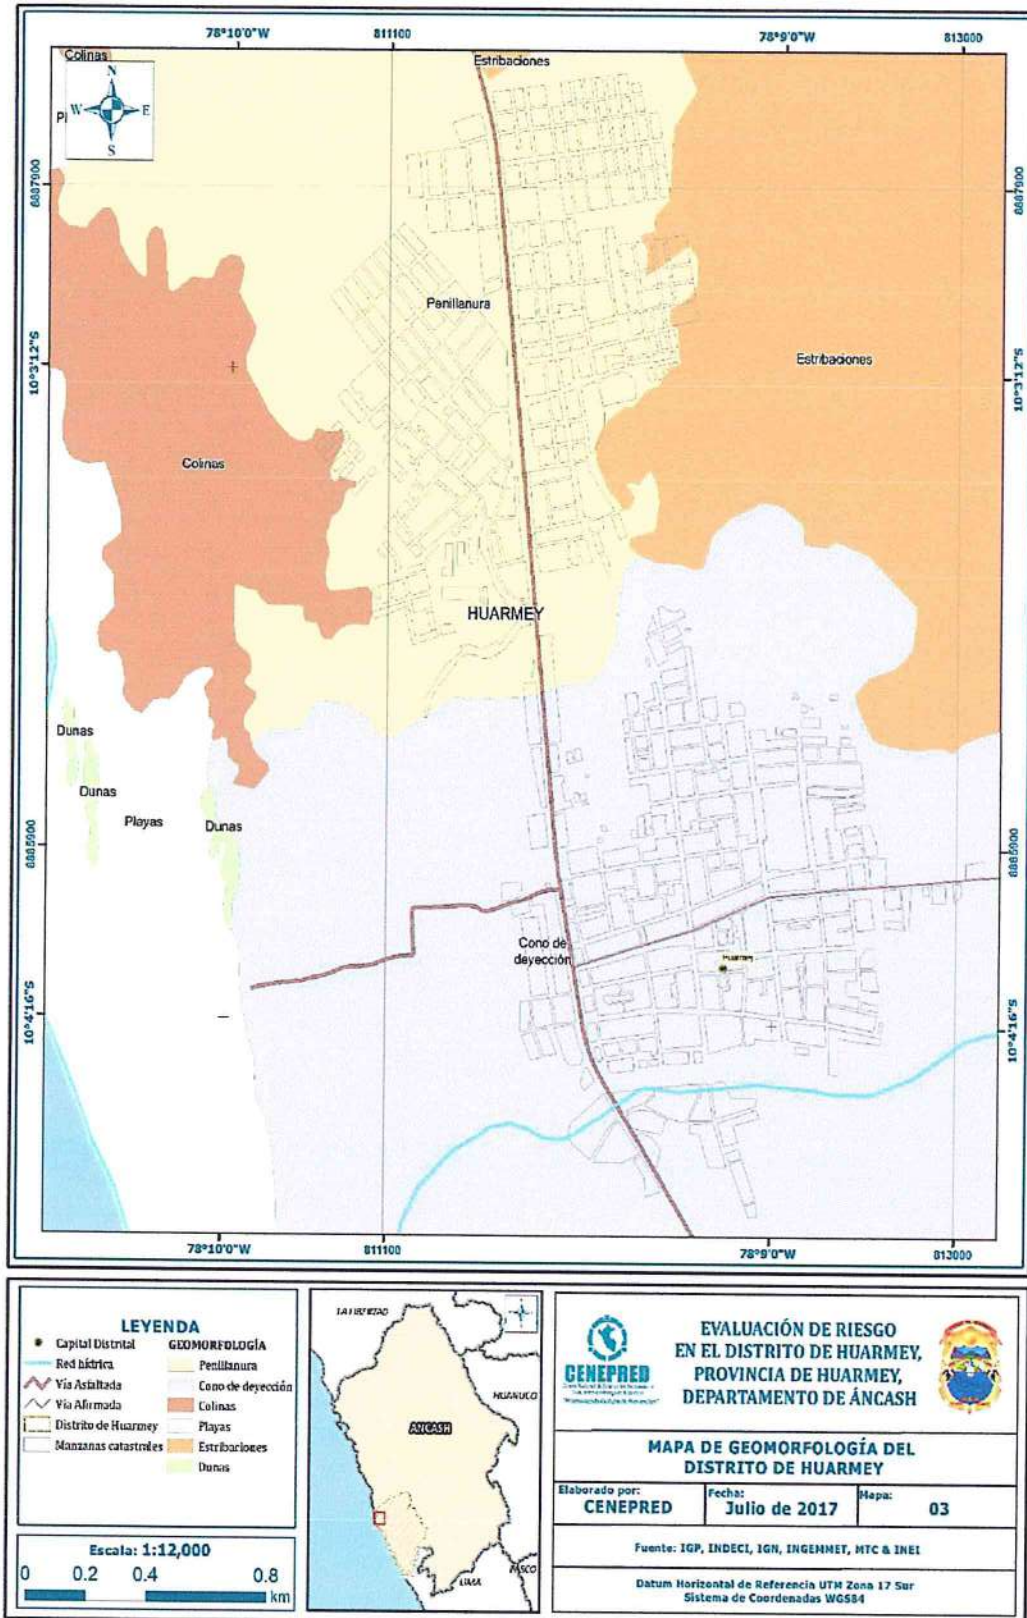 78°10'0"W
811100
78°9'0"W
813000
Colinas
N
W
E
S
Estribaciones
8887900
8887900
Penillanura
10°3'12"S
10°3'12"S
Estribaciones
Colinas
HUARMEY
Dunas
Dunas
Playas
Dunas
8885900
8885900
Cono de
deyección
10°4'16"S
10°4'16"S
78°10'0"W
811100
78°9'0"W
813000
LEYENDA
Capital Distrital
Red hídrica
Vía Asfaltada
Vía Afirmada
Distrito de Huarmey
Manzanas catastrales
GEOMORFOLOGÍA
Penillanura
Cono de deyección
Colinas
Playas
Estribaciones
Dunas
Escala: 1:12,000
0 0.2 0.4 0.8
km
LA LIBERTAD
HUANUCO
ANCASH
LIMA
PASCO
CENEPRED
EVALUACIÓN DE RIESGO
EN EL DISTRITO DE HUARMEY,
PROVINCIA DE HUARMEY,
DEPARTAMENTO DE ÁNCASH
MAPA DE GEOMORFOLOGÍA DEL
DISTRITO DE HUARMEY
Elaborado por:
CENEPRED
Fecha:
Julio de 2017
Mapa:
03
Fuente: IGP, INDECI, IGN, INGEMMET, MTC & INEI
Datum Horizontal de Referencia UTM Zona 17 Sur
Sistema de Coordenadas WGS84